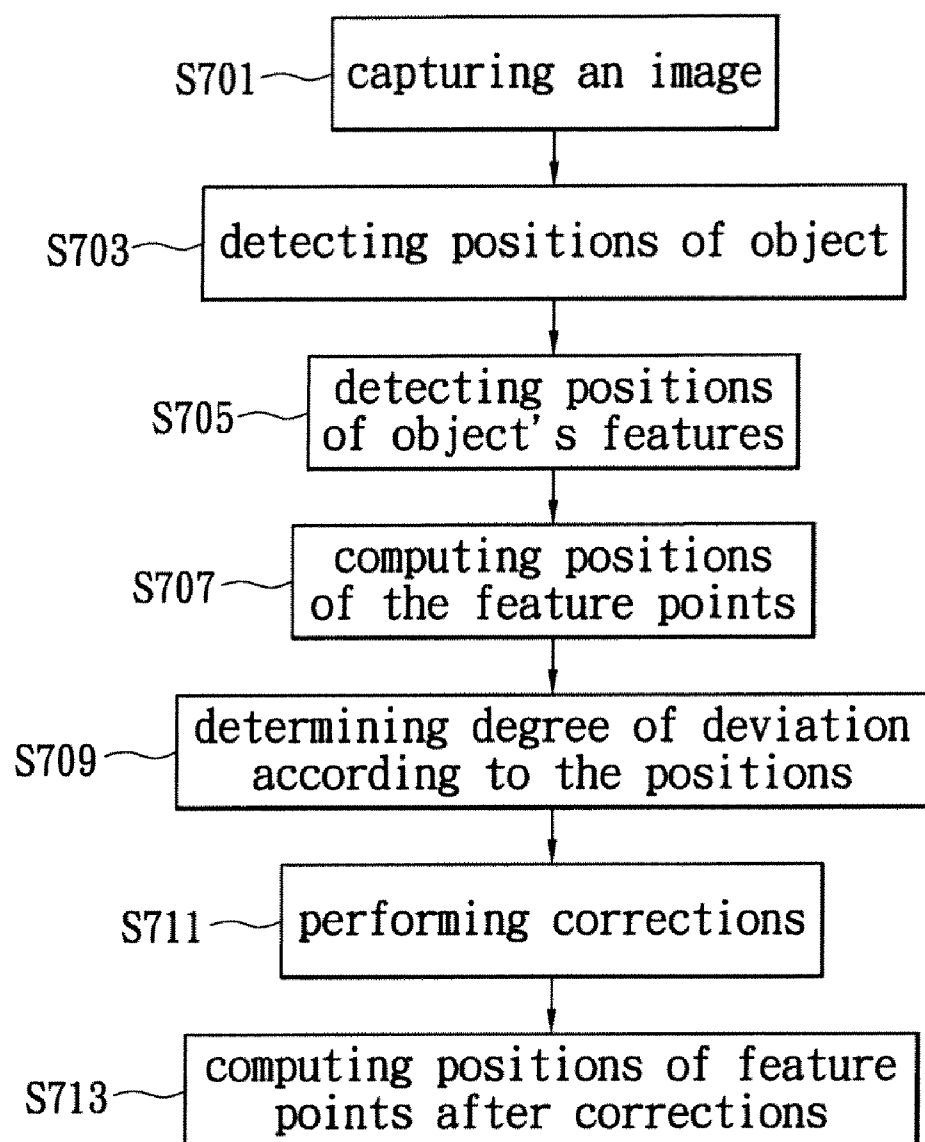 S701 capturing an image
S703 detecting positions of object
detecting positions
S705 of object's features
computing positions
S707 of the feature points
determining degree of deviation
S709 according to the positions
S711 performing corrections
computing positions of feature
S713 points after corrections